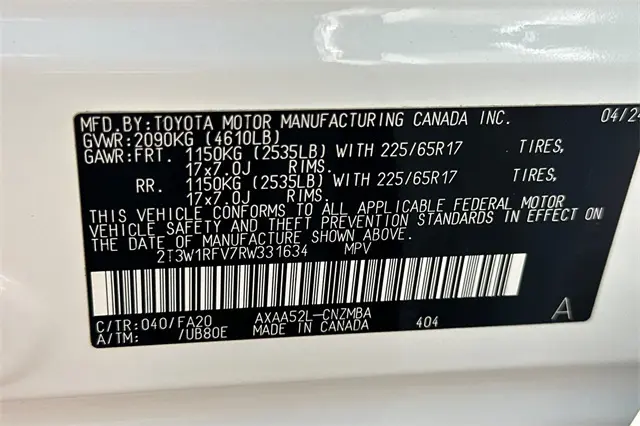 MFD.BY:TOYOTA MOTOR MANUFACTURING CANADA INC. 04/24
GVWR:2090KG (4610LB)
GAWR:FRT. 1150KG (2535LB) WITH 225/65R17 TIRES,
17x7.0J RIMS.
RR. 1150KG (2535LB) WITH 225/65R17 TIRES,
17x7.0J RIMS.
THIS VEHICLE CONFORMS TO ALL APPLICABLE FEDERAL MOTOR
VEHICLE SAFETY AND THEFT PREVENTION STANDARDS IN EFFECT ON
THE DATE OF MANUFACTURE SHOWN ABOVE.
2T3W1RFV7RW331634 MPV
C/TR:040/FA20 AXAA52L-CNZMBA A
A/TM: /UB80E MADE IN CANADA 404